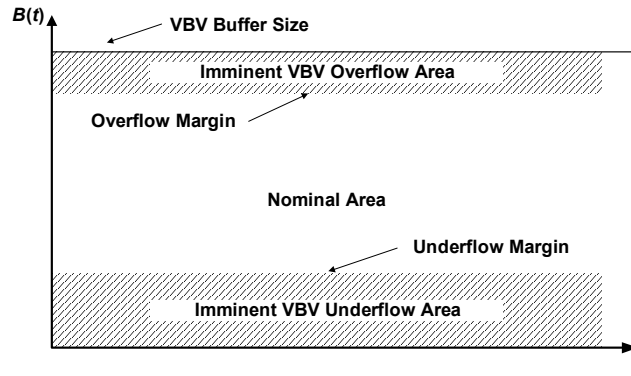 B(t)
VBV Buffer Size
Imminent VBV Overflow Area
Overflow Margin
Nominal Area
Underflow Margin
Imminent VBV Underflow Area